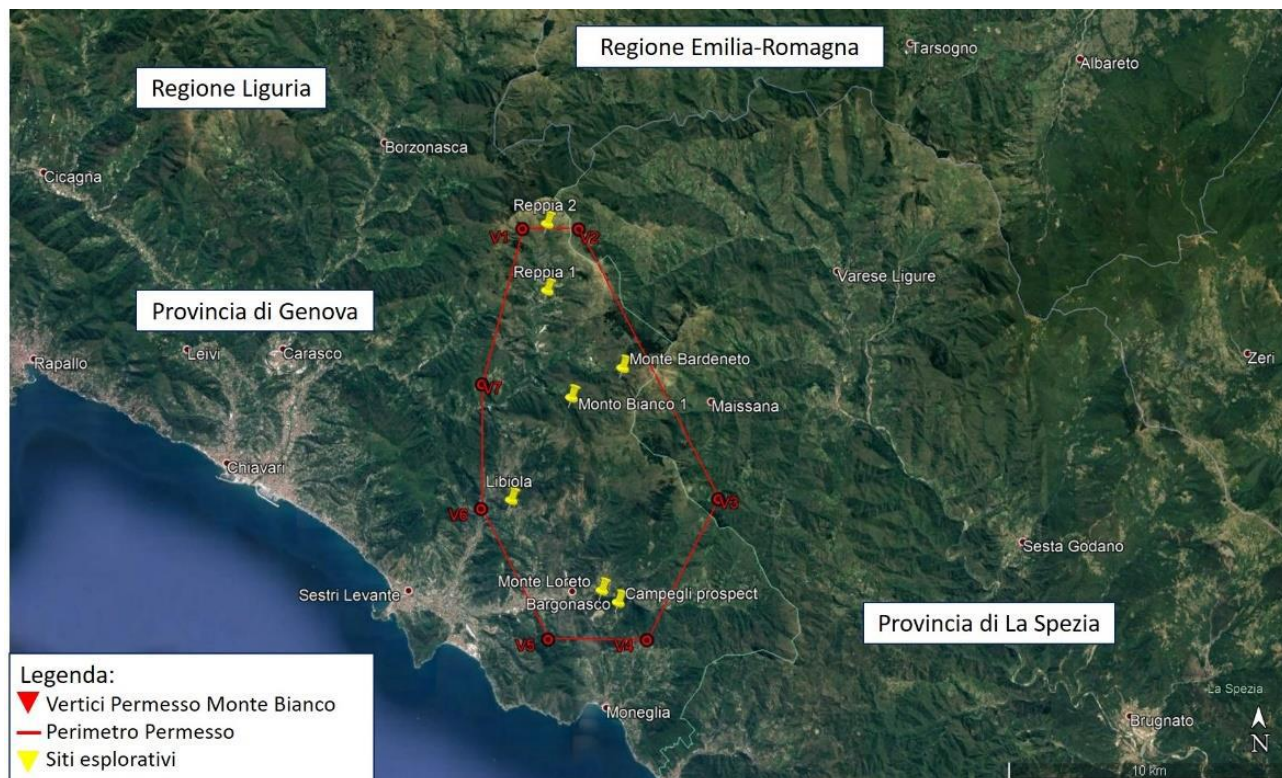 Regione Emilia-Romagna
Tarsogno
Albareto
Regione Liguria
Borzonasca
Cicagna
Reppia 2
V1
V2
Reppia 1
Varese Ligure
Provincia di Genova
Leivi
Carasco
Rapallo
Monte Bardeneto
Zeri
V7
Monto Bianco 1
Maissana
Chiavari
Libiola
V6
V3
Sesta Godano
Monte Loreto
Sestri Levante
Bargonasco
Campegli prospect
Provincia di La Spezia
V5
V4
Legenda:
Vertici Permesso Monte Bianco
Perimetro Permesso
Siti esplorativi
Moneglia
La Spezia
Brugnato
N
10 km